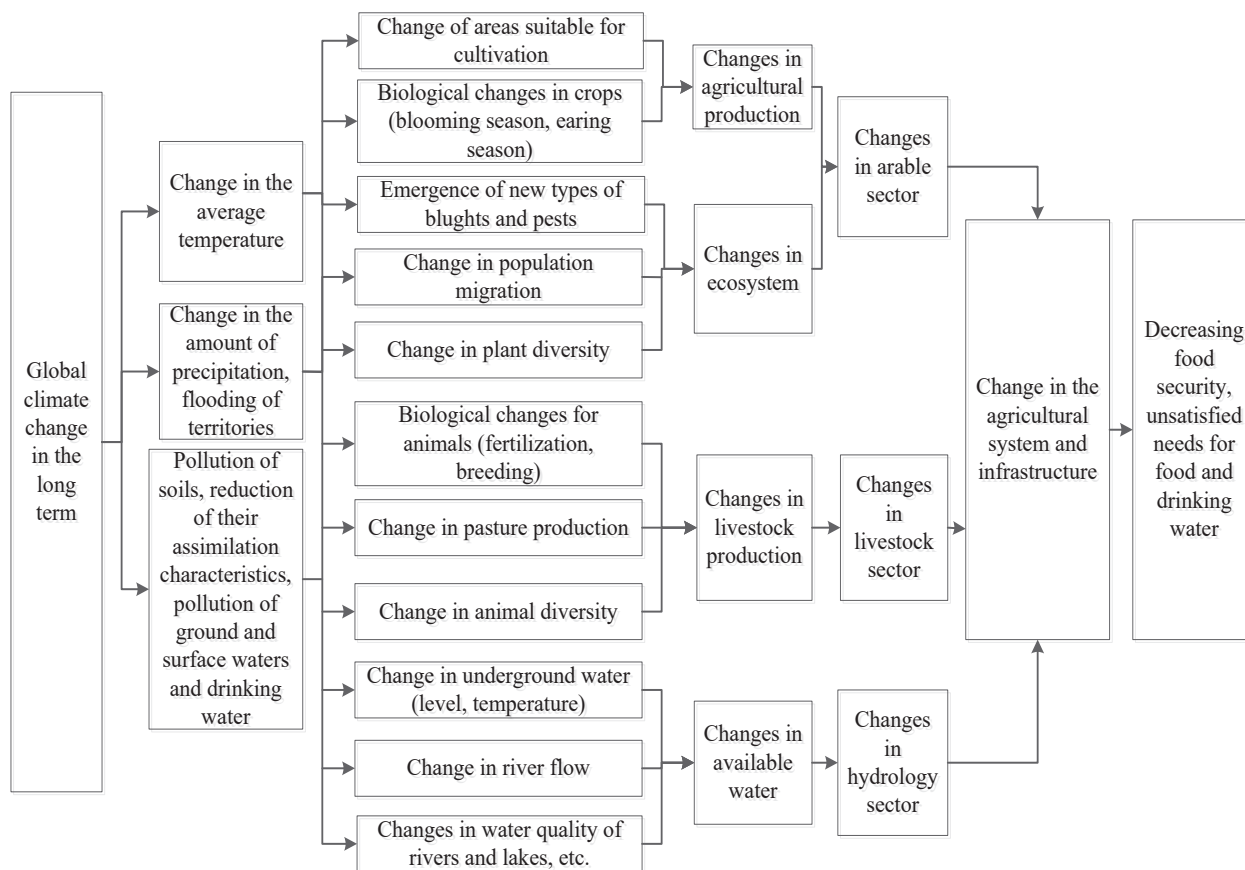 Global
climate
change
in the
long
term
Change in the
average
temperature
Change in the
amount of
precipitation,
flooding of
territories
Pollution of
soils, reduction
of their
assimilation
characteristics,
pollution of
ground and
surface waters
and drinking
water
Change of areas suitable for
cultivation
Biological changes in crops
(blooming season, earing
season)
Emergence of new types of
blughts and pests
Change in population
migration
Change in plant diversity
Biological changes for
animals (fertilization,
breeding)
Change in pasture production
Change in animal diversity
Change in underground water
(level, temperature)
Change in river flow
Changes in water quality of
rivers and lakes, etc.
Changes in
agricultural
production
Changes in
ecosystem
Changes in
livestock
production
Changes in
available
water
Changes
in arable
sector
Changes
in
livestock
sector
Changes
in
hydrology
sector
Change in the
agricultural
system and
infrastructure
Decreasing
food
security,
unsatisfied
needs for
food and
drinking
water